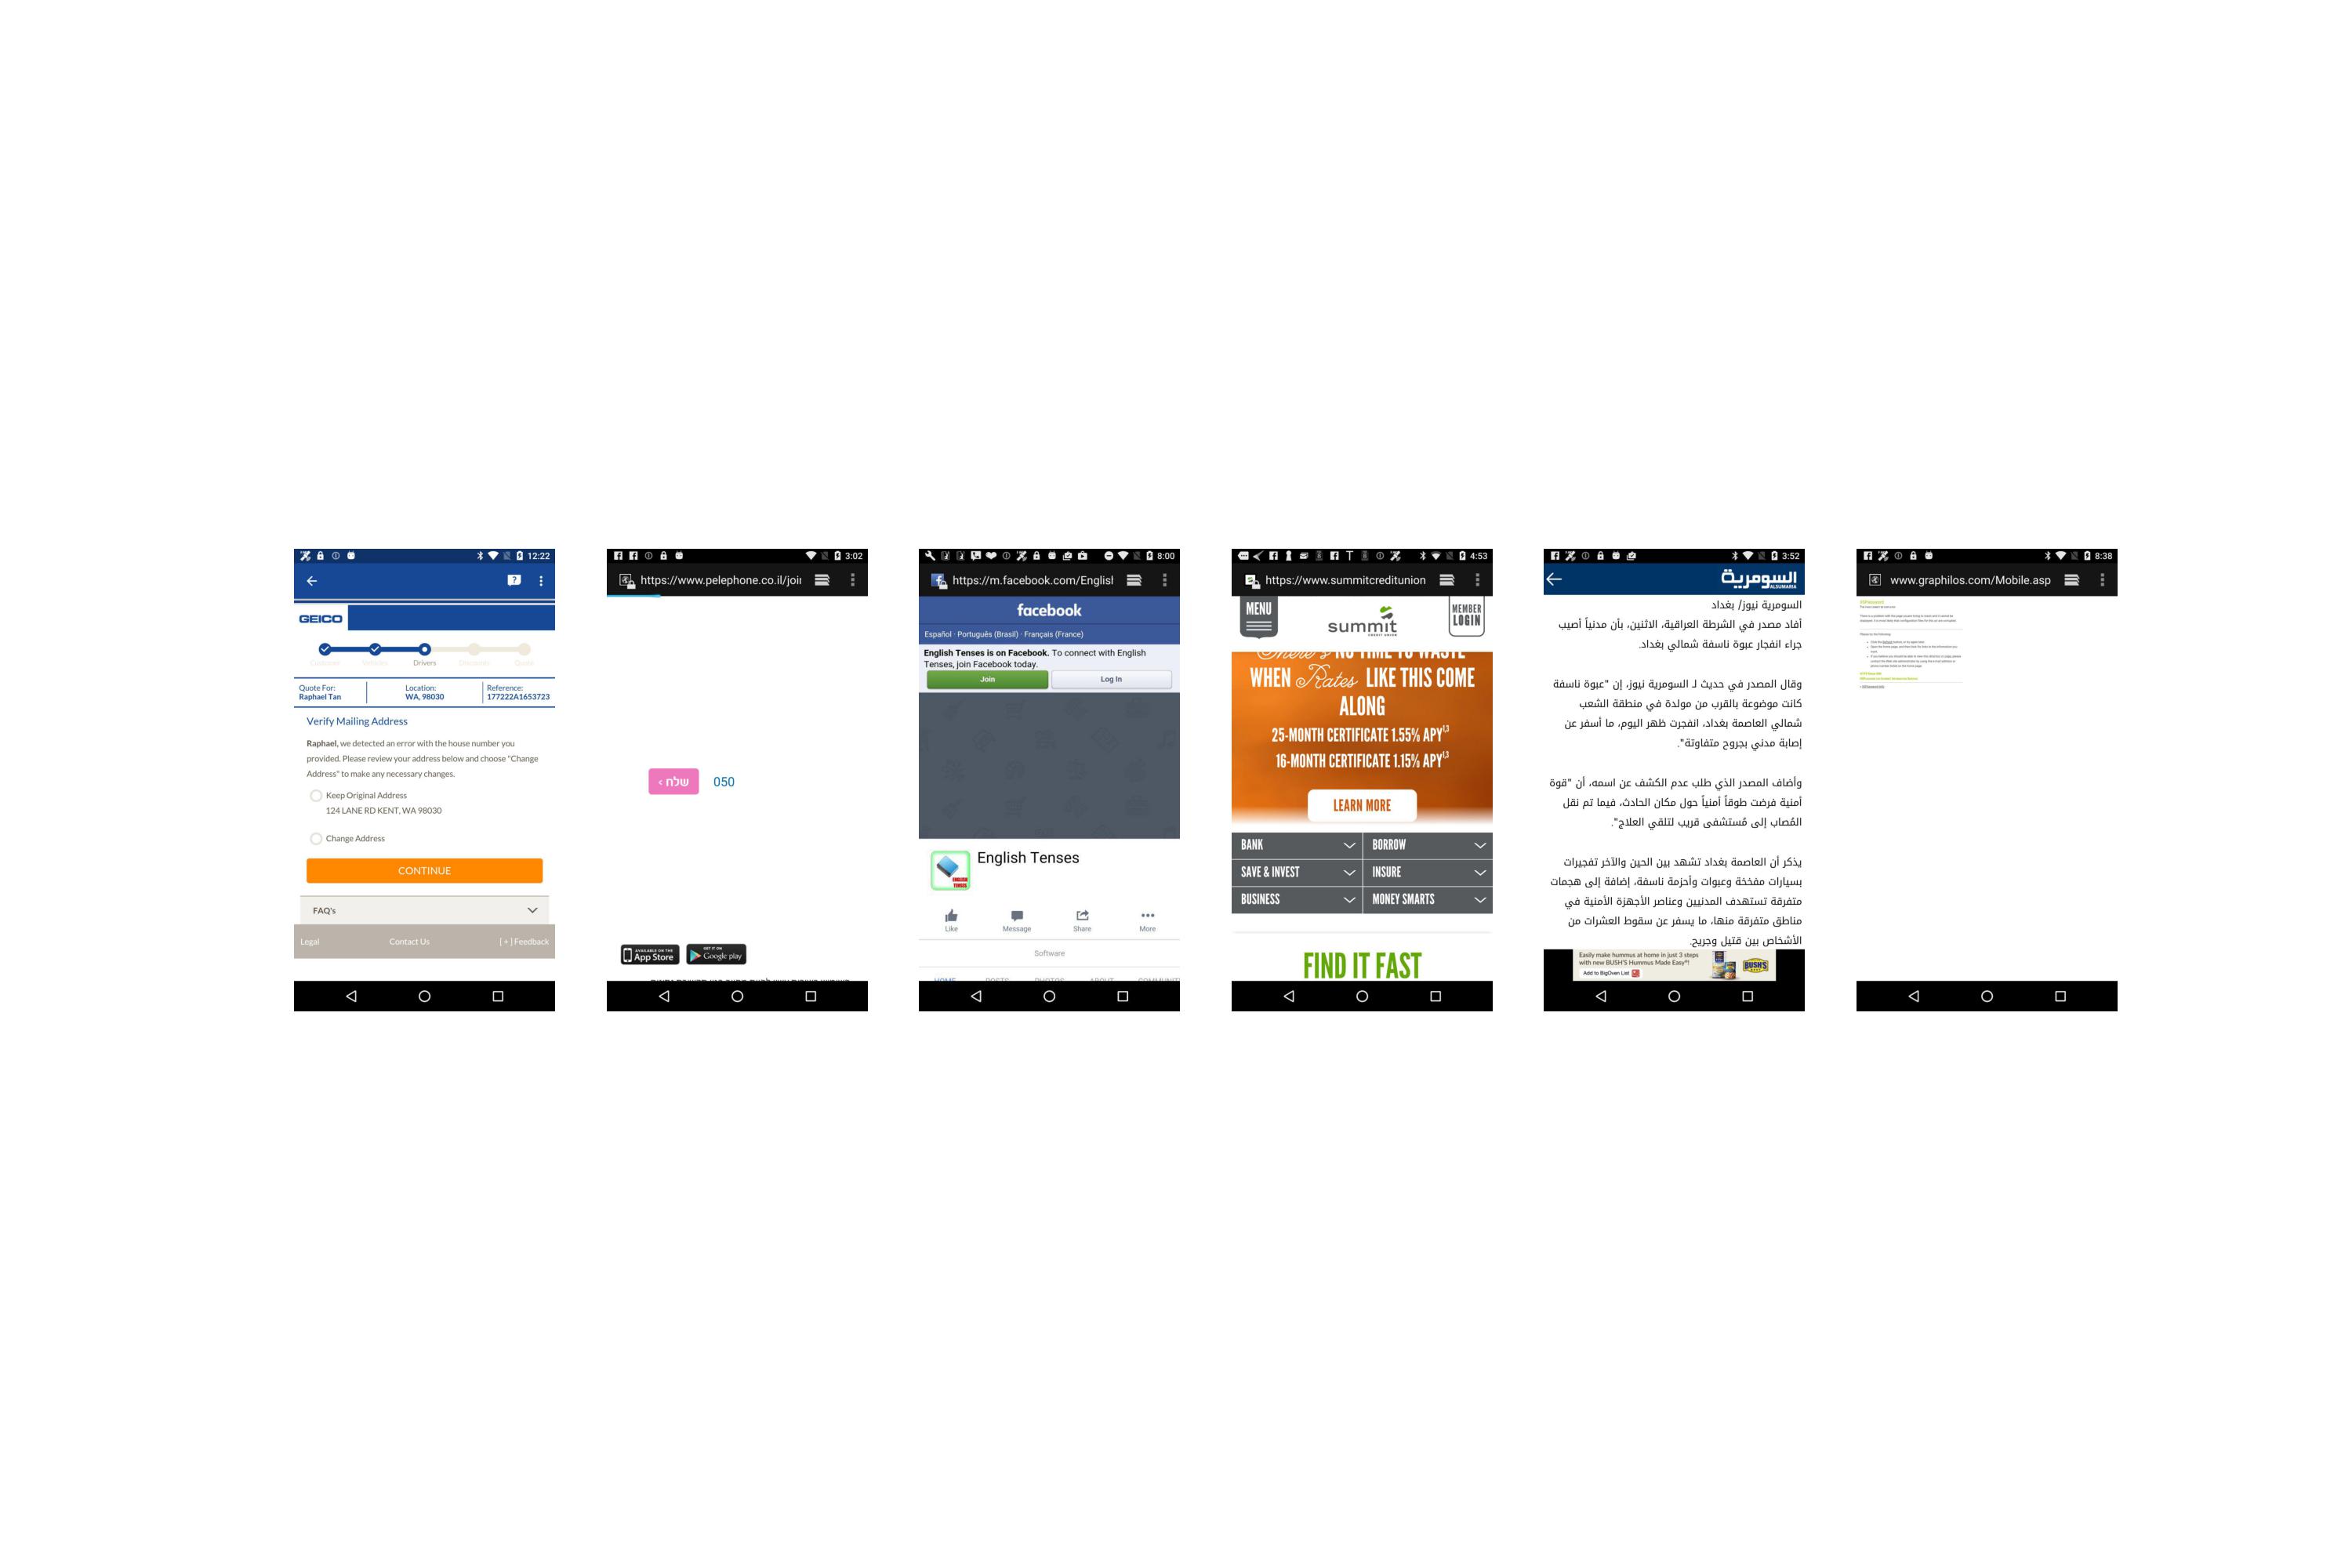 12:22
GEICO
Customer
Vehicles
Drivers
Discounts
Quote
Quote For:
Raphael Tan
Location:
WA, 98030
Reference:
177222A1653723
Verify Mailing Address
Raphael, we detected an error with the house number you
provided. Please review your address below and choose "Change
Address" to make any necessary changes.
Keep Original Address
124 LANE RD KENT, WA 98030
Change Address
CONTINUE
FAQ's
Legal
Contact Us
[ + ] Feedback
3:02
https://www.pelephone.co.il/joi
שלח >
050
AVAILABLE ON THE
App Store
GET IT ON
Google play
8:00
https://m.facebook.com/Englis
facebook
Español · Português (Brasil) · Français (France)
English Tenses is on Facebook. To connect with English
Tenses, join Facebook today.
Join
Log In
ENGLISH
TENSES
English Tenses
Like
Message
Share
More
Software
HOME
POSTS
PHOTOS
ABOUT
4:53
https://www.summitcreditunion
MENU
summit
CREDIT UNION
MEMBER
LOGIN
There's NO TIME TO WASTE
WHEN Rates LIKE THIS COME
ALONG
25-MONTH CERTIFICATE 1.55% APY¹,³
16-MONTH CERTIFICATE 1.15% APY¹,³
LEARN MORE
BANK
BORROW
SAVE & INVEST
INSURE
BUSINESS
MONEY SMARTS
FIND IT FAST
3:52
السومرية
ALSUMARIA
السومرية نيوز/ بغداد
أفاد مصدر في الشرطة العراقية، الاثنين، بأن مدنياً أصيب
جراء انفجار عبوة ناسفة شمالي بغداد.
وقال المصدر في حديث لـ السومرية نيوز، إن "عبوة ناسفة
كانت موضوعة بالقرب من مولدة في منطقة الشعب
شمالي العاصمة بغداد، انفجرت ظهر اليوم، ما أسفر عن
إصابة مدني بجروح متفاوتة".
وأضاف المصدر الذي طلب عدم الكشف عن اسمه، أن "قوة
أمنية فرضت طوقاً أمنياً حول مكان الحادث، فيما تم نقل
المُصاب إلى مُستشفى قريب لتلقي العلاج".
يذكر أن العاصمة بغداد تشهد بين الحين والآخر تفجيرات
بسيارات مفخخة وعبوات وأحزمة ناسفة، إضافة إلى هجمات
متفرقة تستهدف المدنيين وعناصر الأجهزة الأمنية في
مناطق متفرقة منها، ما يسفر عن سقوط العشرات من
الأشخاص بين قتيل وجريح.
Easily make hummus at home in just 3 steps
with new BUSH'S Hummus Made Easy®!
Add to BigOven List
BUSH'S
8:38
www.graphilos.com/Mobile.asp